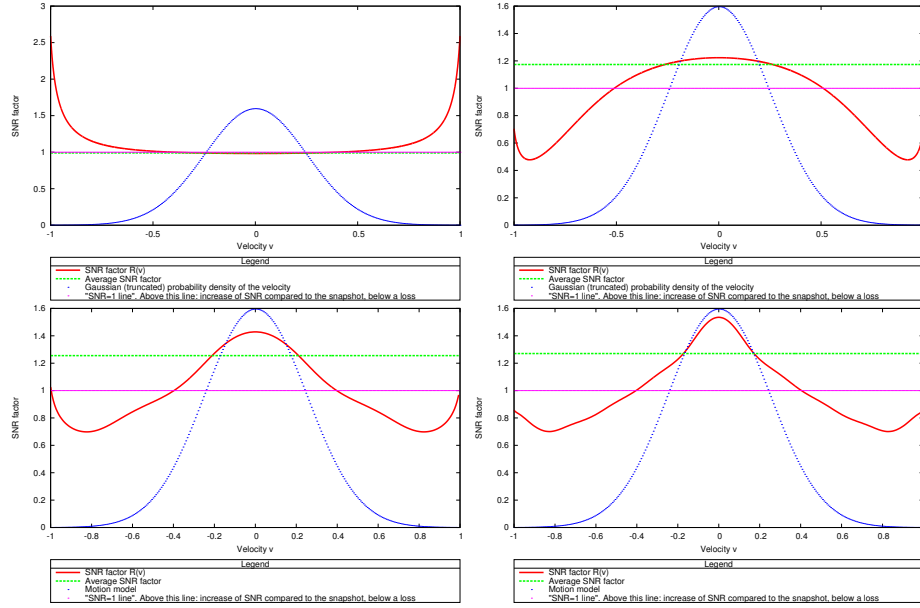 3
2.5
2
1.5
1
0.5
0
SNR factor
-1 -0.5 0 0.5 1
Velocity v
Legend
SNR factor R(v)
Average SNR factor
Gaussian (truncated) probability density of the velocity
"SNR=1 line". Above this line: increase of SNR compared to the snapshot, below a loss
1.6
1.4
1.2
1
0.8
0.6
0.4
0.2
0
SNR factor
-1 -0.5 0 0.5
Velocity v
Legend
SNR factor R(v)
Average SNR factor
Gaussian (truncated) probability density of the velocity
"SNR=1 line". Above this line: increase of SNR compared to the snapshot, below a loss
1.6
1.4
1.2
1
0.8
0.6
0.4
0.2
0
SNR factor
-1 -0.8 -0.6 -0.4 -0.2 0 0.2 0.4 0.6 0.8 1
Velocity v
Legend
SNR factor R(v)
Average SNR factor
Motion model
"SNR=1 line". Above this line: increase of SNR compared to the snapshot, below a loss
1.6
1.4
1.2
1
0.8
0.6
0.4
0.2
0
SNR factor
-1 -0.8 -0.6 -0.4 -0.2 0 0.2 0.4 0.6 0.8
Velocity v
Legend
SNR factor R(v)
Average SNR factor
Motion model
"SNR=1 line". Above this line: increase of SNR compared to the snapshot, below a loss